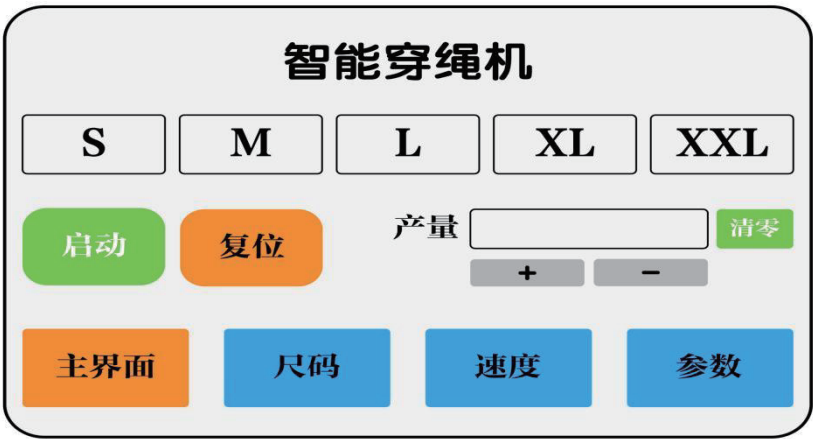 智能穿绳机
S M L XL XXL
启动 复位 产量 清零
+ −
主界面 尺码 速度 参数